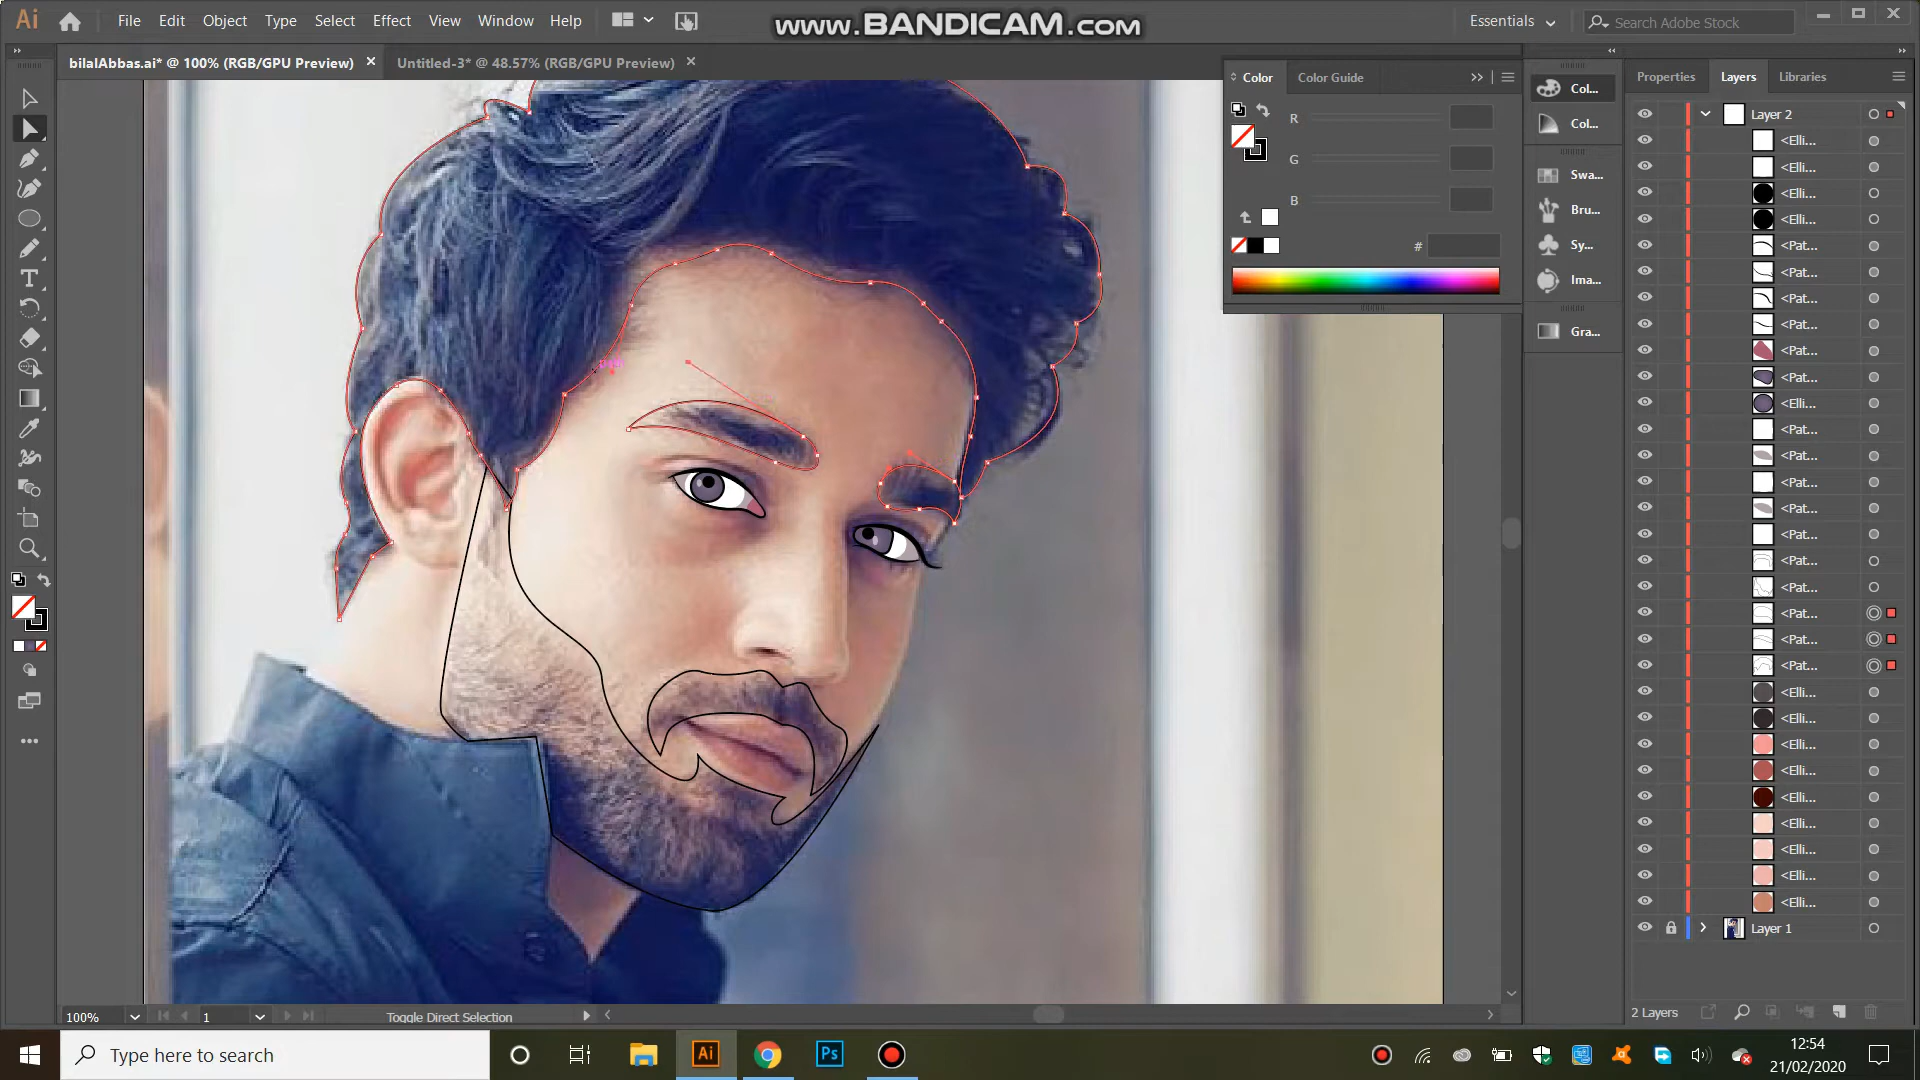 Ai File Edit Object Type Select Effect View Window Help
www.BANDICAM.com
Essentials
Search Adobe Stock
bilalAbbas.ai* @ 100% (RGB/GPU Preview)
Untitled-3* @ 48.57% (RGB/GPU Preview)
Color
Color Guide
R
G
B
#
Col...
Col...
Swa...
Bru...
Sy...
Ima...
Gra...
Properties
Layers
Libraries
Layer 2
<Elli...
<Elli...
<Elli...
<Elli...
<Pat...
<Pat...
<Pat...
<Pat...
<Pat...
<Pat...
<Elli...
<Pat...
<Pat...
<Pat...
<Pat...
<Pat...
<Pat...
<Pat...
<Pat...
<Pat...
<Pat...
<Elli...
<Elli...
<Elli...
<Elli...
<Elli...
<Elli...
<Elli...
<Elli...
<Elli...
Layer 1
2 Layers
100%
1
Toggle Direct Selection
Type here to search
Ai
Ps
12:54
21/02/2020